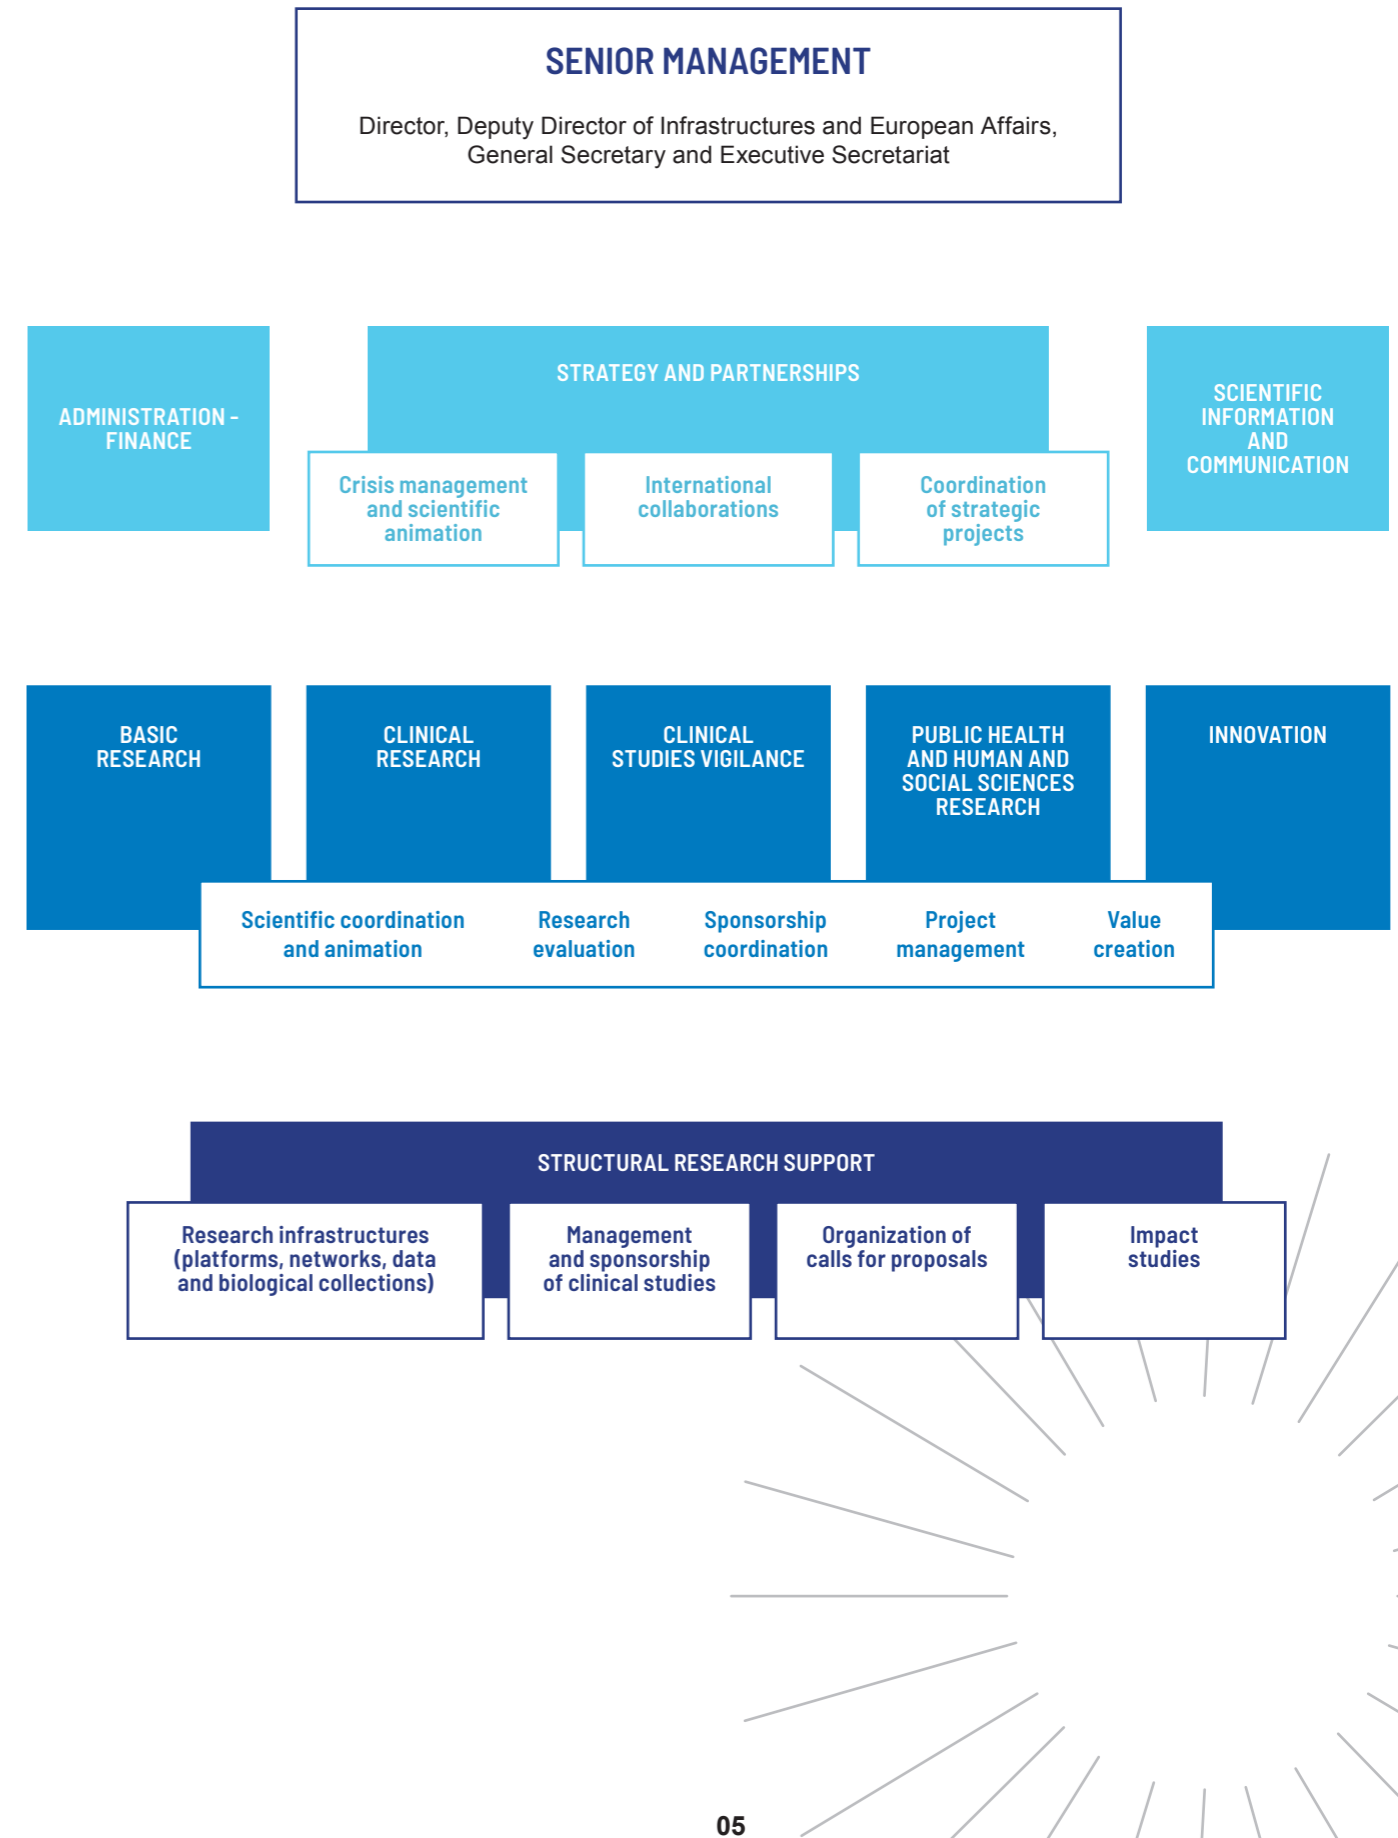 SENIOR MANAGEMENT
Director, Deputy Director of Infrastructures and European Affairs,
General Secretary and Executive Secretariat
ADMINISTRATION -
FINANCE
STRATEGY AND PARTNERSHIPS
Crisis management
and scientific
animation
International
collaborations
Coordination
of strategic
projects
SCIENTIFIC
INFORMATION
AND
COMMUNICATION
BASIC
RESEARCH
CLINICAL
RESEARCH
CLINICAL
STUDIES VIGILANCE
PUBLIC HEALTH
AND HUMAN AND
SOCIAL SCIENCES
RESEARCH
INNOVATION
Scientific coordination
and animation
Research
evaluation
Sponsorship
coordination
Project
management
Value
creation
STRUCTURAL RESEARCH SUPPORT
Research infrastructures
(platforms, networks, data
and biological collections)
Management
and sponsorship
of clinical studies
Organization of
calls for proposals
Impact
studies
05